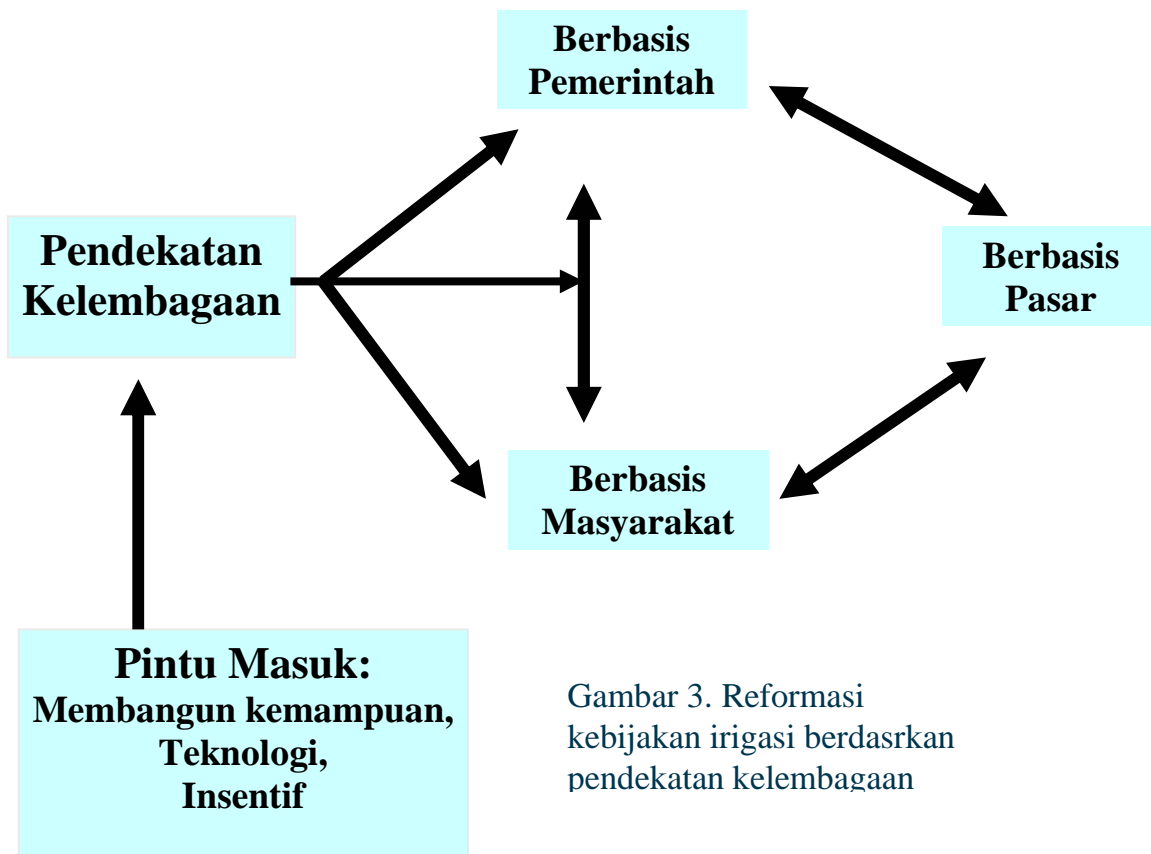 Berbasis
Pemerintah
Pendekatan
Kelembagaan
Berbasis
Pasar
Berbasis
Masyarakat
Pintu Masuk:
Membangun kemampuan,
Teknologi,
Insentif
Gambar 3. Reformasi
kebijakan irigasi berdasrkan
pendekatan kelembagaan